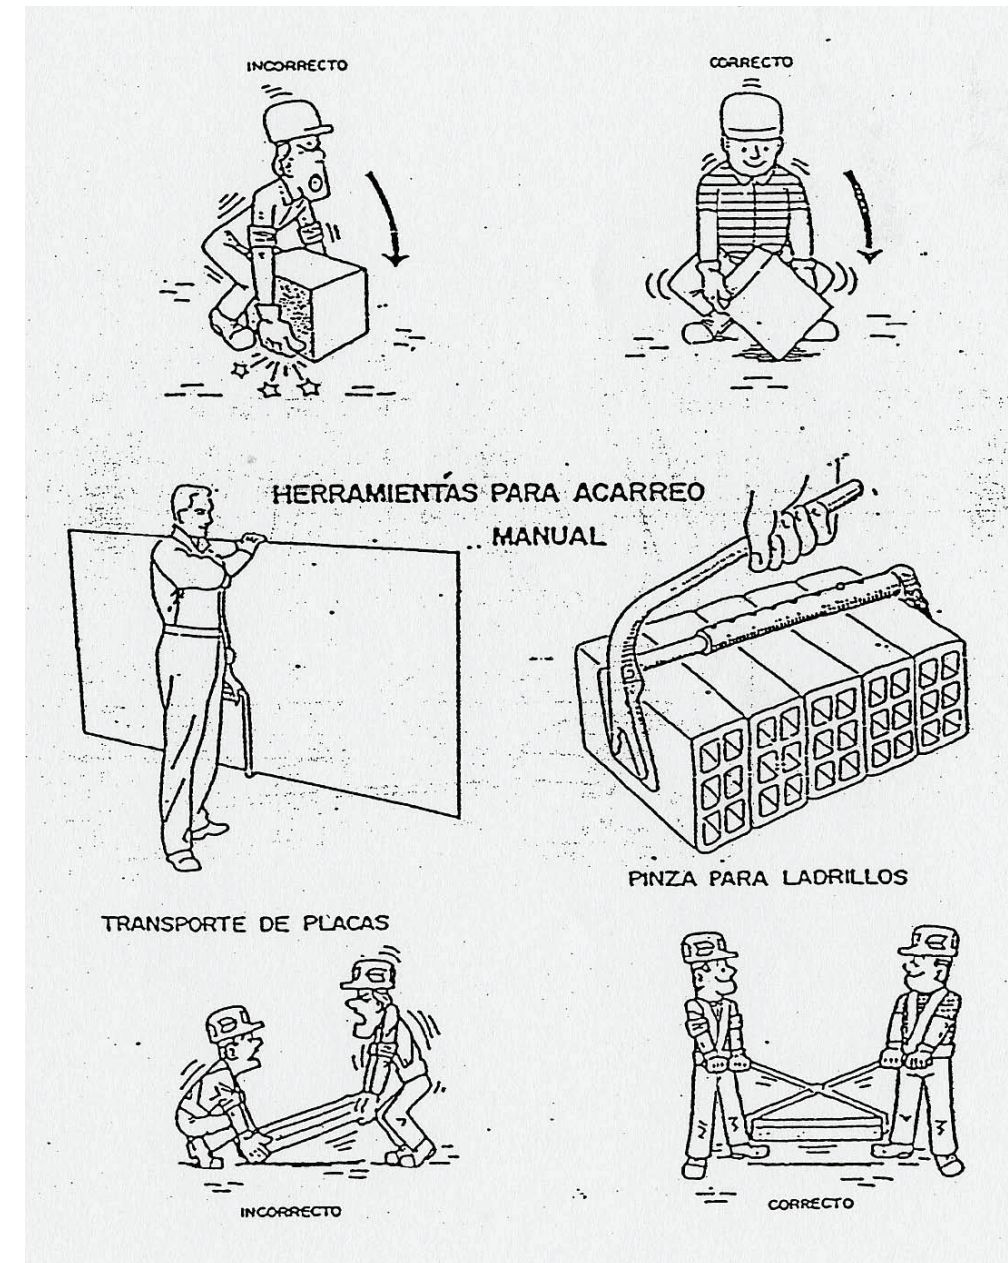 INCORRECTO
CORRECTO
HERRAMIENTAS PARA ACARREO
MANUAL
PINZA PARA LADRILLOS
TRANSPORTE DE PLACAS
INCORRECTO
CORRECTO